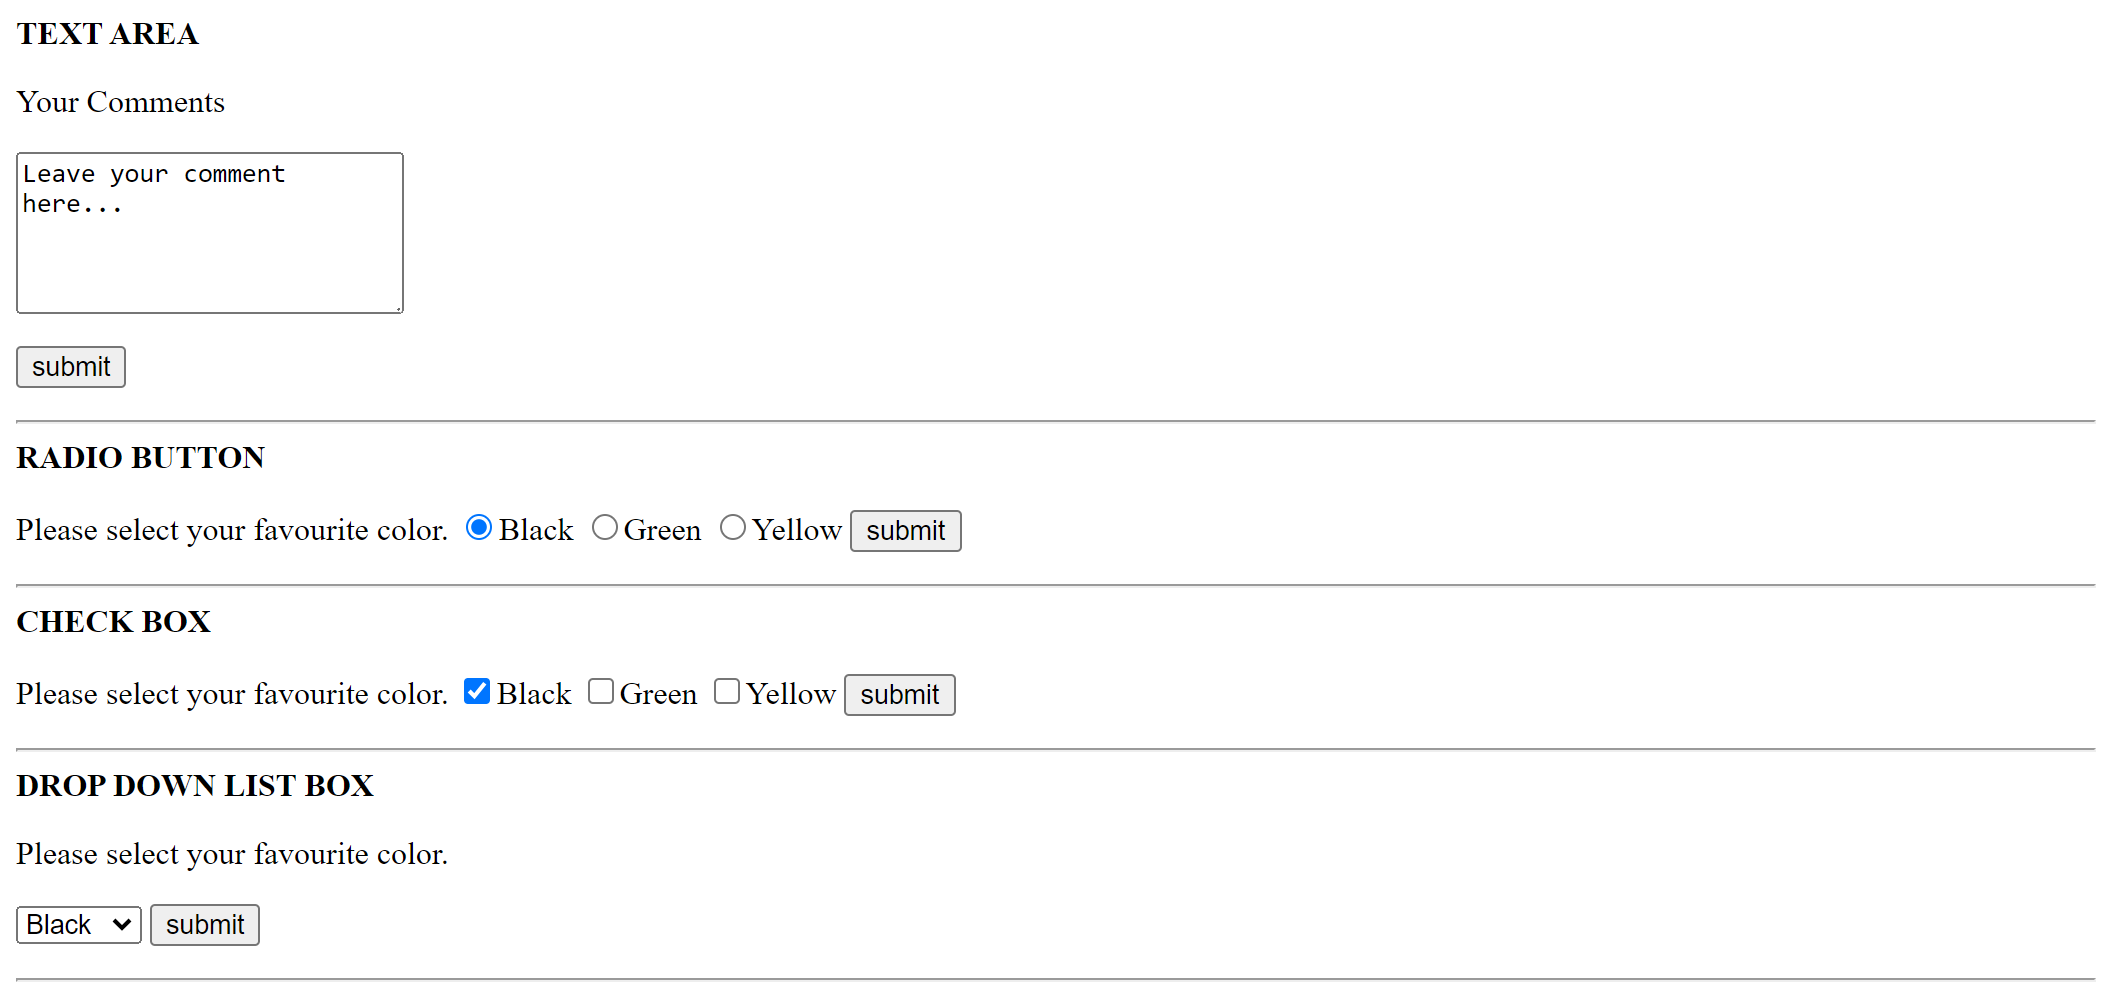 TEXT AREA
Your Comments
Leave your comment
here...
submit
RADIO BUTTON
Please select your favourite color. Black Green Yellow submit
CHECK BOX
Please select your favourite color. Black Green Yellow submit
DROP DOWN LIST BOX
Please select your favourite color.
Black submit